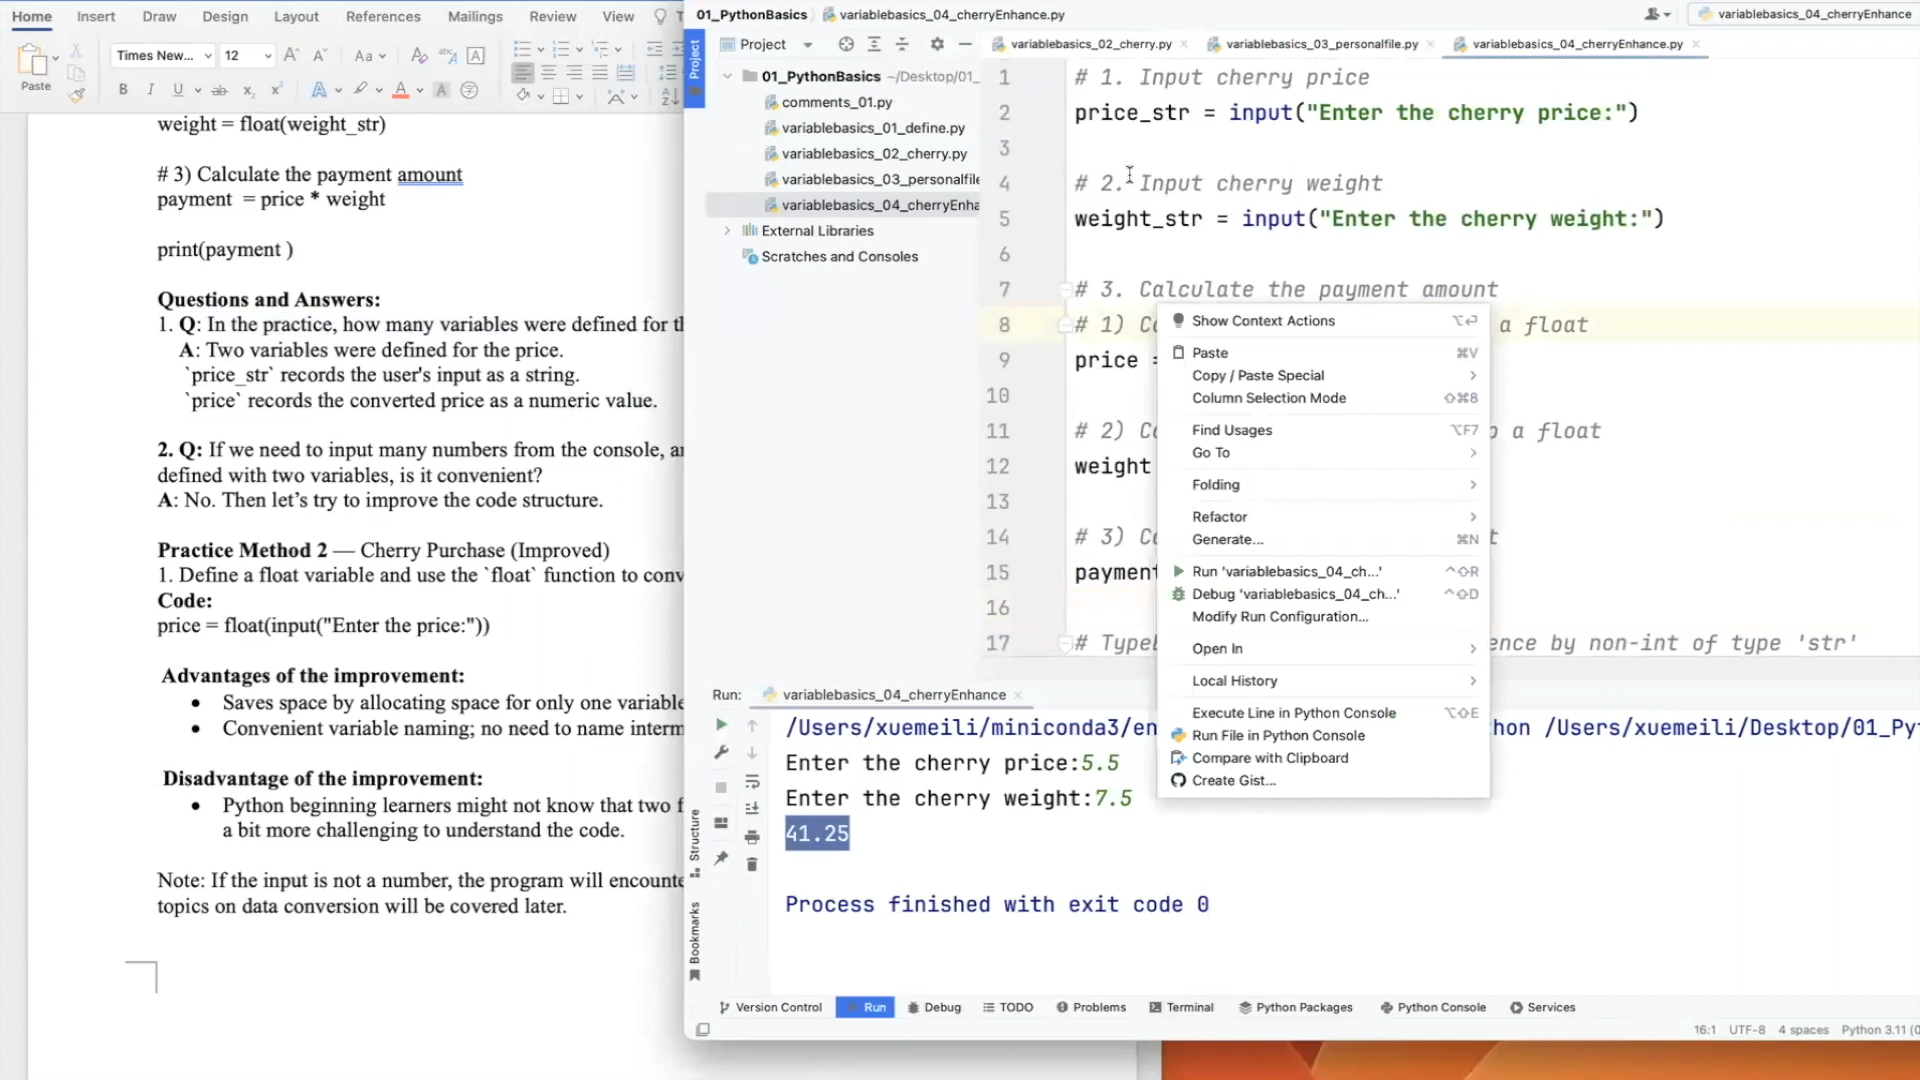 Home Insert Draw Design Layout References Mailings Review View
Paste
Times New... 12 Aa
weight = float(weight_str)
# 3) Calculate the payment amount
payment = price * weight
print(payment )
Questions and Answers:
1. Q: In the practice, how many variables were defined for
A: Two variables were defined for the price.
`price_str` records the user's input as a string.
`price` records the converted price as a numeric value.
2. Q: If we need to input many numbers from the console,
defined with two variables, is it convenient?
A: No. Then let’s try to improve the code structure.
Practice Method 2 — Cherry Purchase (Improved)
1. Define a float variable and use the `float` function to
Code:
price = float(input("Enter the price:"))
Advantages of the improvement:
• Saves space by allocating space for only one variable
• Convenient variable naming; no need to name
Disadvantage of the improvement:
• Python beginning learners might not know that two
a bit more challenging to understand the code.
Note: If the input is not a number, the program will
topics on data conversion will be covered later.
01_PythonBasics variablebasics_04_cherryEnhance.py
variablebasics_04_cherryEnhance
Project
variablebasics_02_cherry.py variablebasics_03_personalfile.py variablebasics_04_cherryEnhance.py
Project
01_PythonBasics ~/Desktop/01_
comments_01.py
variablebasics_01_define.py
variablebasics_02_cherry.py
variablebasics_03_personalfile
variablebasics_04_cherryEnha
External Libraries
Scratches and Consoles
1 # 1. Input cherry price
2 price_str = input("Enter the cherry price:")
3
4 # 2. Input cherry weight
5 weight_str = input("Enter the cherry weight:")
6
7 # 3. Calculate the payment amount
8 # 1) a float
9 price =
10
11 # 2) a float
12 weight
13
14 # 3)
15 payment
16
17 # by non-int of type 'str'
Show Context Actions ⌥⏎
Paste ⌘V
Copy / Paste Special
Column Selection Mode ⇧⌘8
Find Usages ⌥F7
Go To
Folding
Refactor
Generate... ⌘N
Run 'variablebasics_04_ch...' ^⇧R
Debug 'variablebasics_04_ch...' ^⇧D
Modify Run Configuration...
Open In
Local History
Execute Line in Python Console ⌥⇧E
Run File in Python Console
Compare with Clipboard
Create Gist...
Run: variablebasics_04_cherryEnhance
/Users/xuemeili/miniconda3/en hon /Users/xuemeili/Desktop/01_Py
Enter the cherry price:5.5
Enter the cherry weight:7.5
41.25
Process finished with exit code 0
Structure
Bookmarks
Version Control Run Debug TODO Problems Terminal Python Packages Python Console Services
16:1 UTF-8 4 spaces Python 3.11